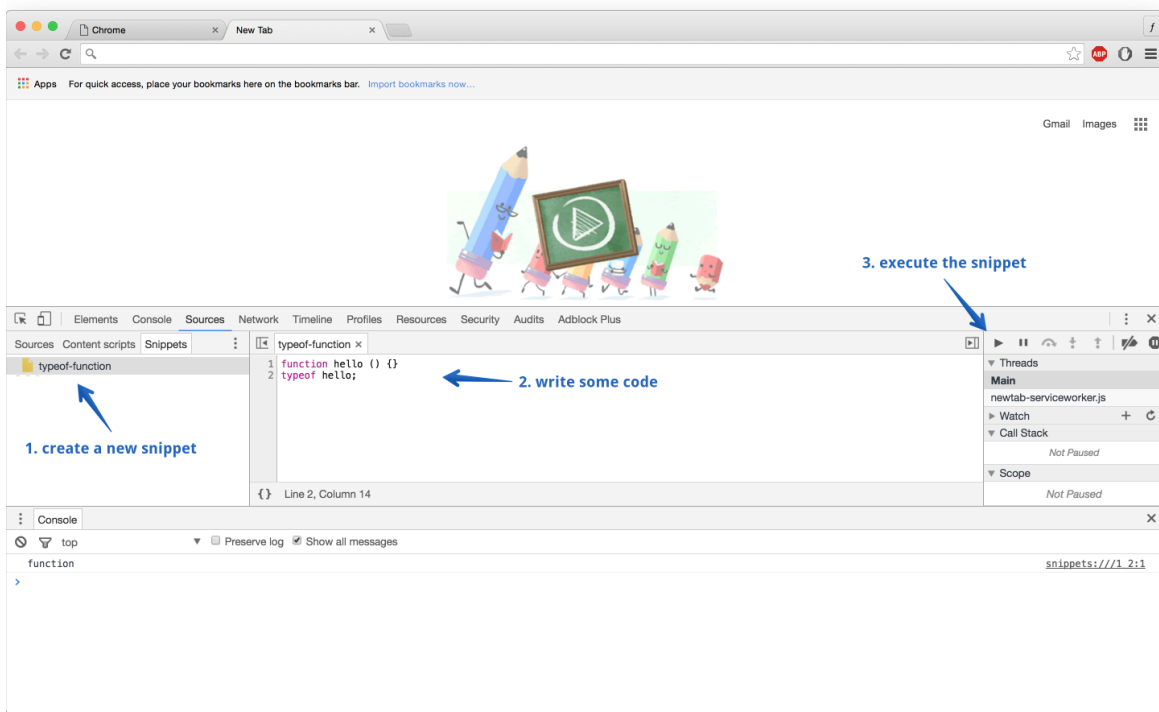 Chrome
New Tab
ABP
Apps For quick access, place your bookmarks here on the bookmarks bar. Import bookmarks now...
Gmail Images
3. execute the snippet
Elements Console Sources Network Timeline Profiles Resources Security Audits Adblock Plus
Sources Content scripts Snippets
typeof-function ×
typeof-function
1 function hello () {}
2 typeof hello;
2. write some code
1. create a new snippet
{} Line 2, Column 14
Threads
Main
newtab-serviceworker.js
Watch
Call Stack
Not Paused
Scope
Not Paused
Console
top Preserve log Show all messages
function snippets:///1_2:1
>